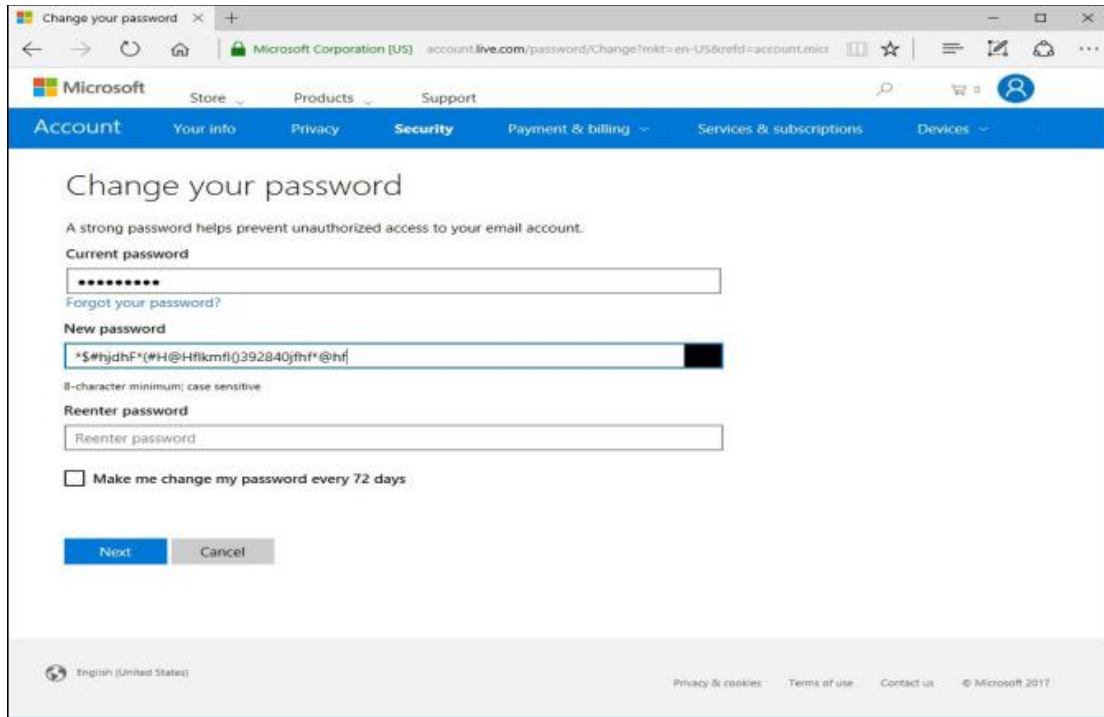 Change your password
Microsoft Corporation [US] account.live.com/password/Change?mkt=en-US&refd=account.micr
Microsoft Store Products Support 0
Account Your info Privacy Security Payment & billing Services & subscriptions Devices
Change your password
A strong password helps prevent unauthorized access to your email account.
Current password
•••••••••
Forgot your password?
New password
*$#hjdhF*(#H@Hflkmfl()392840jfhf*@hf
8-character minimum; case sensitive
Reenter password
Reenter password
Make me change my password every 72 days
Next Cancel
English (United States)
Privacy & cookies Terms of use Contact us © Microsoft 2017